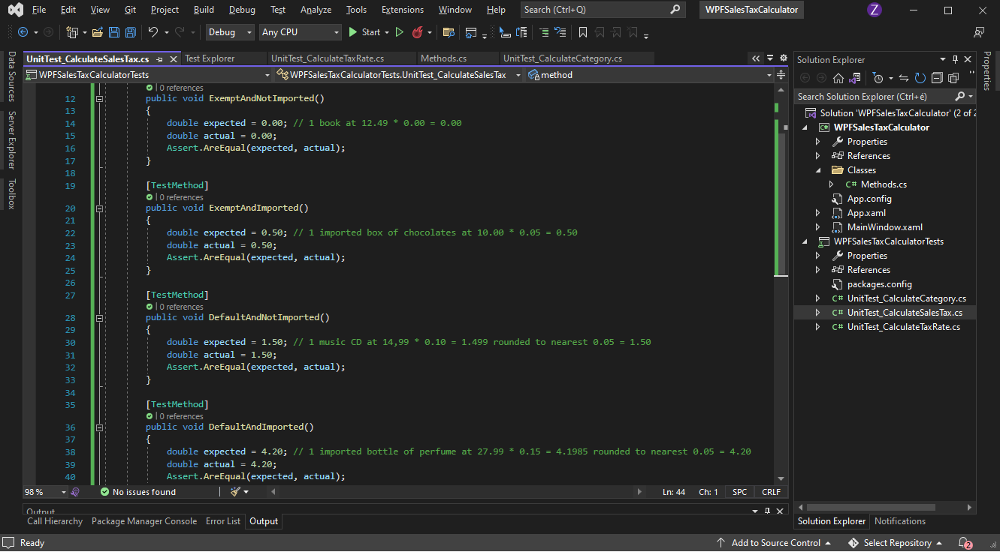 File Edit View Git Project Build Debug Test Analyze Tools Extensions Window Help Search (Ctrl+Q) WPFSalesTaxCalculator Z
Debug Any CPU Start
Data Sources
Server Explorer
Toolbox
UnitTest_CalculateSalesTax.cs Test Explorer UnitTest_CalculateTaxRate.cs Methods.cs UnitTest_CalculateCategory.cs
WPFSalesTaxCalculatorTests WPFSalesTaxCalculatorTests.UnitTest_CalculateSalesTax method
0 references
12 public void ExemptAndNotImported()
13 {
14 double expected = 0.00; // 1 book at 12.49 * 0.00 = 0.00
15 double actual = 0.00;
16 Assert.AreEqual(expected, actual);
17 }
18
19 [TestMethod]
0 references
20 public void ExemptAndImported()
21 {
22 double expected = 0.50; // 1 imported box of chocolates at 10.00 * 0.05 = 0.50
23 double actual = 0.50;
24 Assert.AreEqual(expected, actual);
25 }
26
27 [TestMethod]
0 references
28 public void DefaultAndNotImported()
29 {
30 double expected = 1.50; // 1 music CD at 14,99 * 0.10 = 1.499 rounded to nearest 0.05 = 1.50
31 double actual = 1.50;
32 Assert.AreEqual(expected, actual);
33 }
34
35 [TestMethod]
0 references
36 public void DefaultAndImported()
37 {
38 double expected = 4.20; // 1 imported bottle of perfume at 27.99 * 0.15 = 4.1985 rounded to nearest 0.05 = 4.20
39 double actual = 4.20;
40 Assert.AreEqual(expected, actual);
98 % No issues found Ln: 44 Ch: 1 SPC CRLF
Output
Call Hierarchy Package Manager Console Error List Output
Solution Explorer
Search Solution Explorer (Ctrl+é)
Solution 'WPFSalesTaxCalculator' (2 of 2
C# WPFSalesTaxCalculator
Properties
References
Classes
C# Methods.cs
App.config
App.xaml
MainWindow.xaml
WPFSalesTaxCalculatorTests
Properties
References
packages.config
C# UnitTest_CalculateCategory.cs
C# UnitTest_CalculateSalesTax.cs
C# UnitTest_CalculateTaxRate.cs
Solution Explorer Notifications
Properties
Ready Add to Source Control Select Repository 2